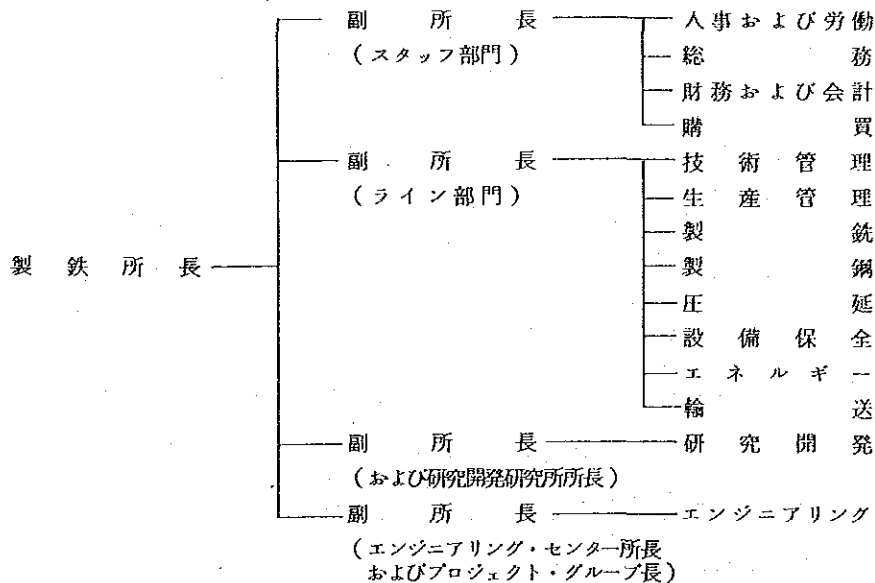 副所長 人事および労働
(スタッフ部門) 総務
財務および会計
購買
副所長 技術管理
(ライン部門) 生産管理
製銑
製鉄所長 製鋼
圧延
設備保全
エネルギー
輸送
副所長 研究開発
(および研究開発研究所所長)
副所長 エンジニアリング
(エンジニアリング・センター所長
およびプロジェクト・グループ長)